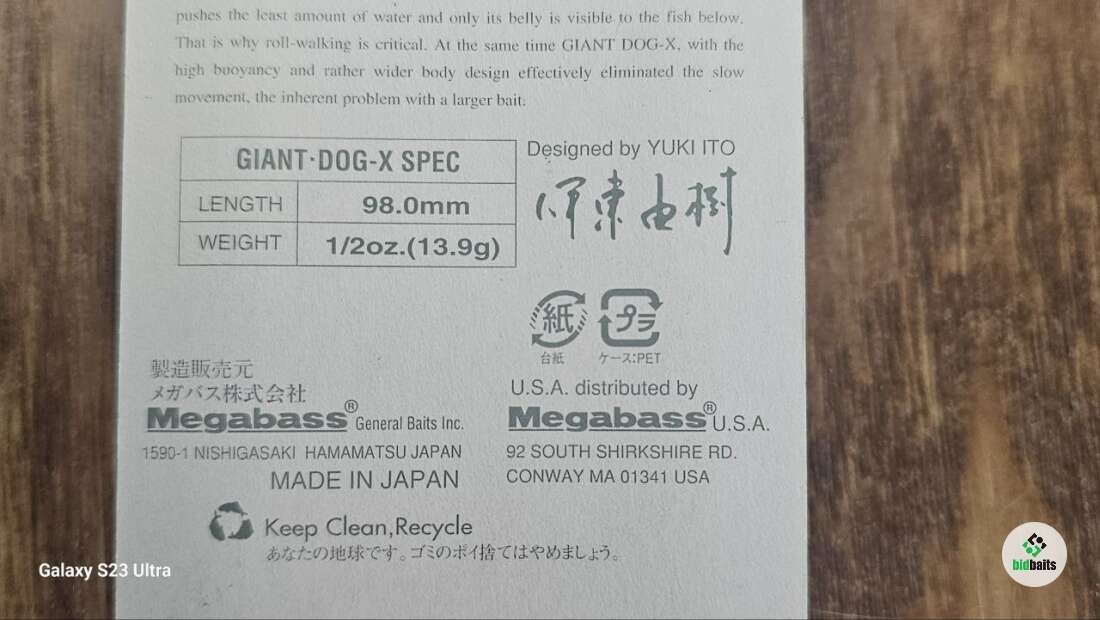 pushes the least amount of water and only its belly is visible to the fish below.
That is why roll-walking is critical. At the same time GIANT DOG-X, with the
high buoyancy and rather wider body design effectively eliminated the slow
movement, the inherent problem with a larger bait.
GIANT·DOG-X SPEC
LENGTH 98.0mm
WEIGHT 1/2oz.(13.9g)
Designed by YUKI ITO
伊東由樹
紙
台紙
プラ
ケース:PET
製造販売元
メガバス株式会社
Megabass® General Baits Inc.
1590-1 NISHIGASAKI HAMAMATSU JAPAN
MADE IN JAPAN
U.S.A. distributed by
Megabass® U.S.A.
92 SOUTH SHIRKSHIRE RD.
CONWAY MA 01341 USA
Keep Clean,Recycle
あなたの地球です。ゴミのポイ捨てはやめましょう。
Galaxy S23 Ultra
bidbaits